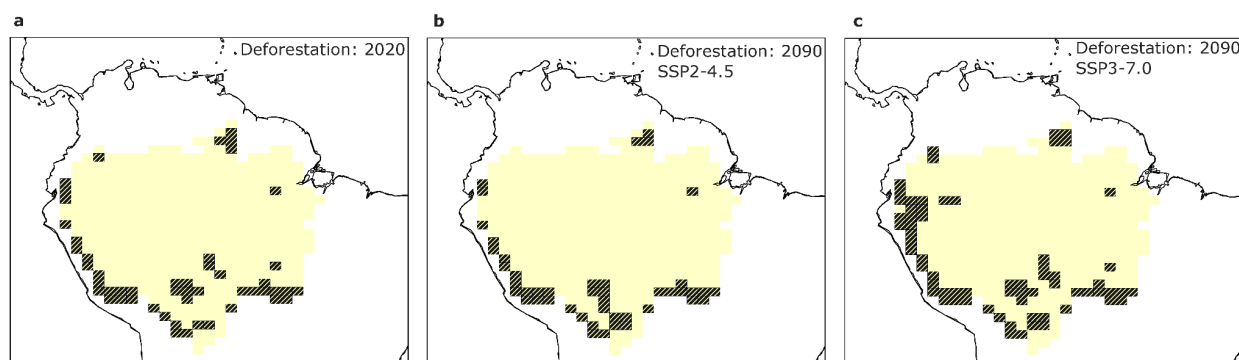 a
Deforestation: 2020
b
Deforestation: 2090
SSP2-4.5
c
Deforestation: 2090
SSP3-7.0